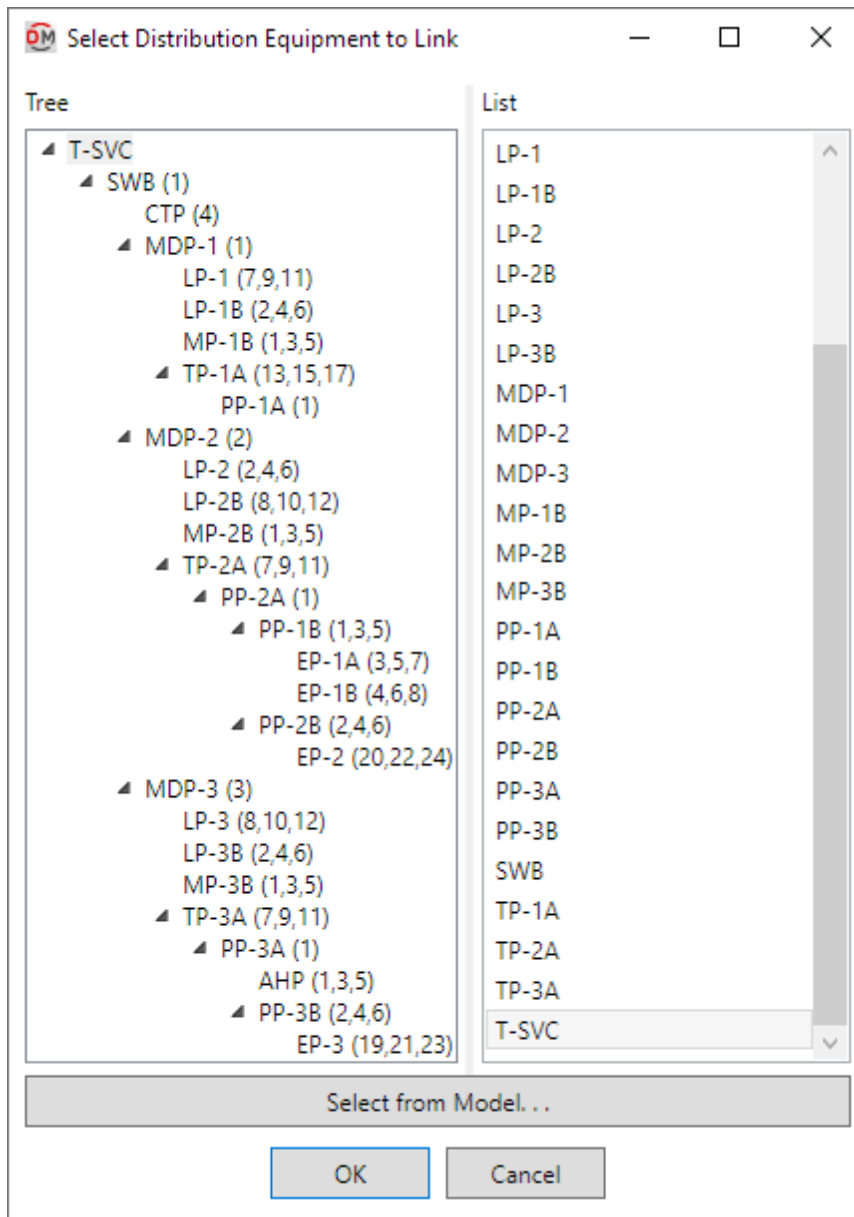 DM Select Distribution Equipment to Link
Tree
T-SVC
SWB (1)
CTP (4)
MDP-1 (1)
LP-1 (7,9,11)
LP-1B (2,4,6)
MP-1B (1,3,5)
TP-1A (13,15,17)
PP-1A (1)
MDP-2 (2)
LP-2 (2,4,6)
LP-2B (8,10,12)
MP-2B (1,3,5)
TP-2A (7,9,11)
PP-2A (1)
PP-1B (1,3,5)
EP-1A (3,5,7)
EP-1B (4,6,8)
PP-2B (2,4,6)
EP-2 (20,22,24)
MDP-3 (3)
LP-3 (8,10,12)
LP-3B (2,4,6)
MP-3B (1,3,5)
TP-3A (7,9,11)
PP-3A (1)
AHP (1,3,5)
PP-3B (2,4,6)
EP-3 (19,21,23)
List
LP-1
LP-1B
LP-2
LP-2B
LP-3
LP-3B
MDP-1
MDP-2
MDP-3
MP-1B
MP-2B
MP-3B
PP-1A
PP-1B
PP-2A
PP-2B
PP-3A
PP-3B
SWB
TP-1A
TP-2A
TP-3A
T-SVC
Select from Model. . .
OK
Cancel